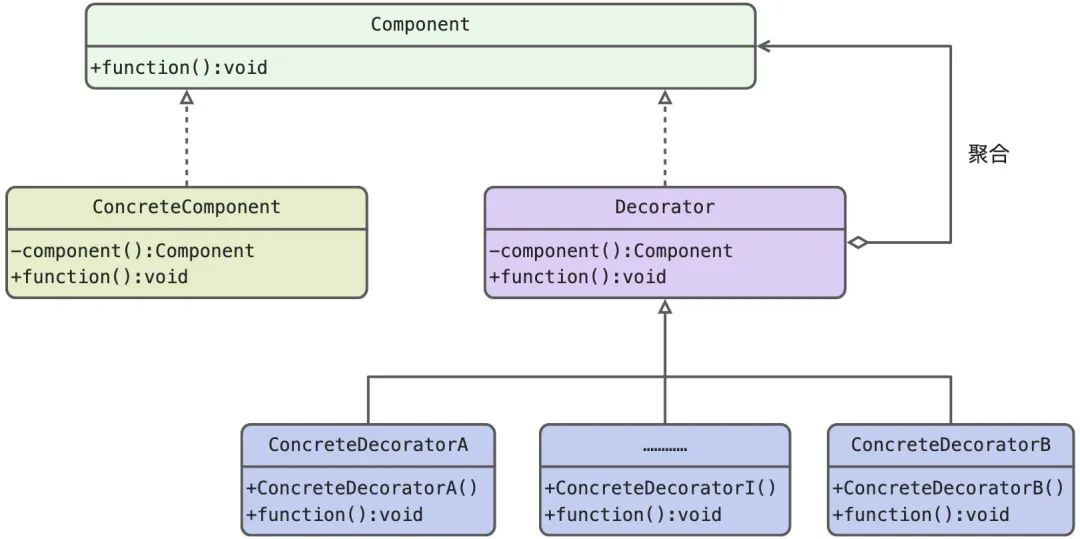 Component
+function():void
聚合
ConcreteComponent
-component():Component
+function():void
Decorator
-component():Component
+function():void
ConcreteDecoratorA
+ConcreteDecoratorA()
+function():void
…………
+ConcreteDecoratorI()
+function():void
ConcreteDecoratorB
+ConcreteDecoratorB()
+function():void